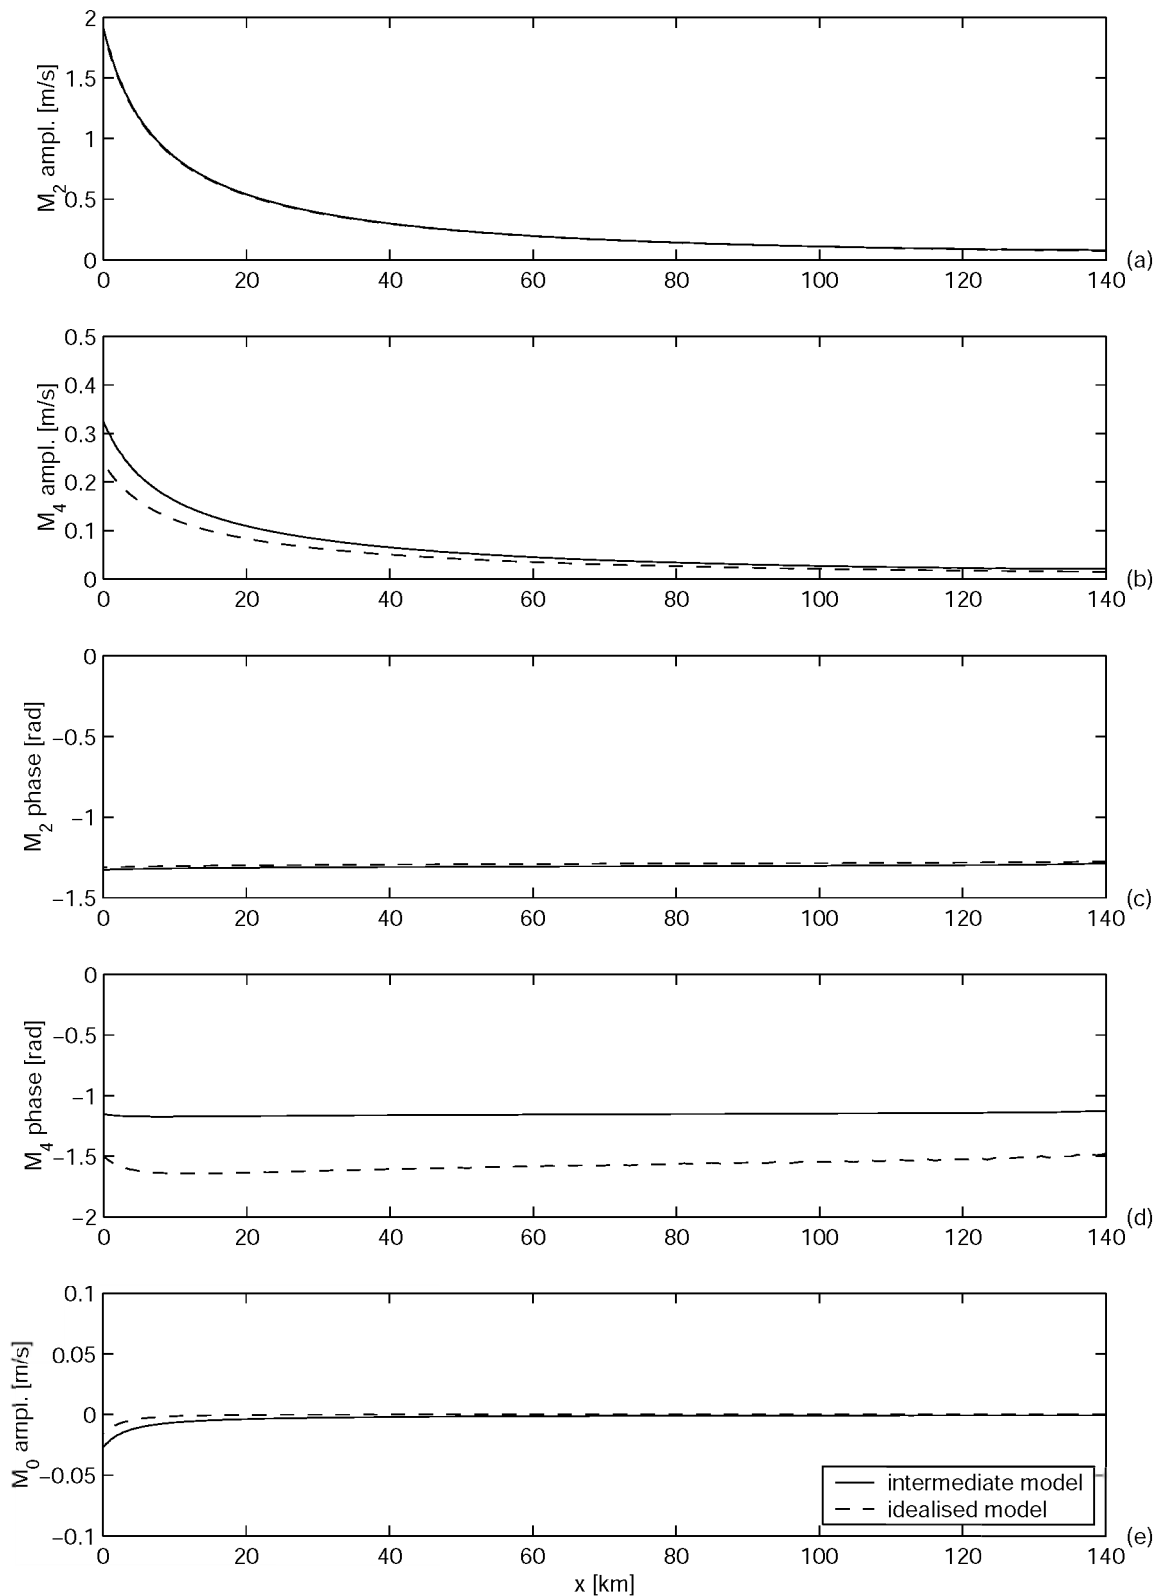 2
1.5
1
0.5
0
M2 ampl. [m/s]
0 20 40 60 80 100 120 140
(a)
0.5
0.4
0.3
0.2
0.1
0
M4 ampl. [m/s]
0 20 40 60 80 100 120 140
(b)
0
−0.5
−1
−1.5
M2 phase [rad]
0 20 40 60 80 100 120 140
(c)
0
−0.5
−1
−1.5
−2
M4 phase [rad]
0 20 40 60 80 100 120 140
(d)
0.1
0.05
0
−0.05
−0.1
M0 ampl. [m/s]
intermediate model
idealised model
0 20 40 60 80 100 120 140
(e)
x [km]